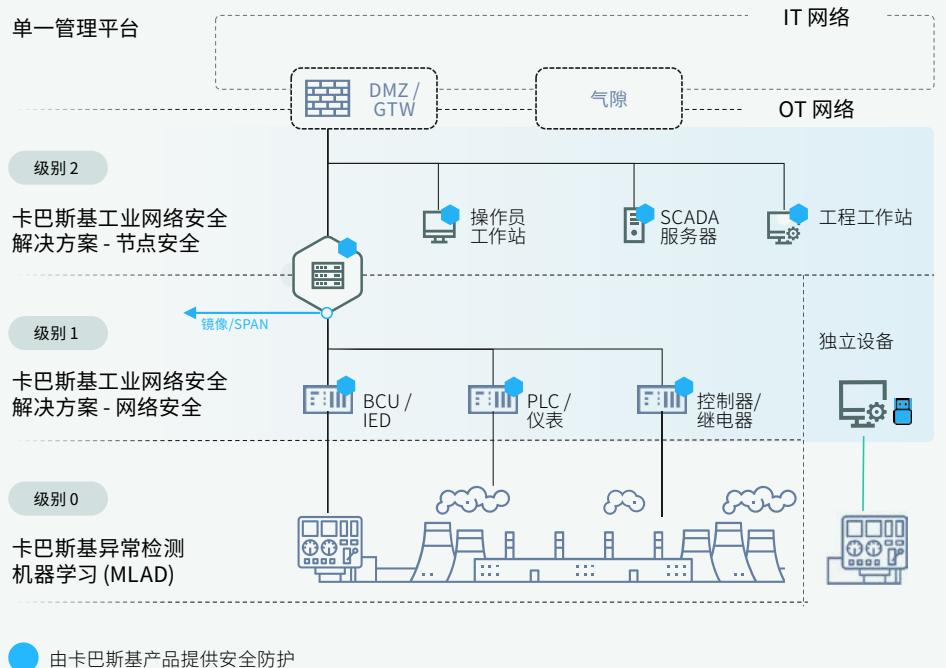 单一管理平台
IT 网络
DMZ /
GTW
气隙
OT 网络
级别 2
卡巴斯基工业网络安全
解决方案 - 节点安全
操作员
工作站
SCADA
服务器
工程工作站
镜像/SPAN
级别 1
卡巴斯基工业网络安全
解决方案 - 网络安全
BCU /
IED
PLC /
仪表
控制器/
继电器
独立设备
级别 0
卡巴斯基异常检测
机器学习 (MLAD)
由卡巴斯基产品提供安全防护